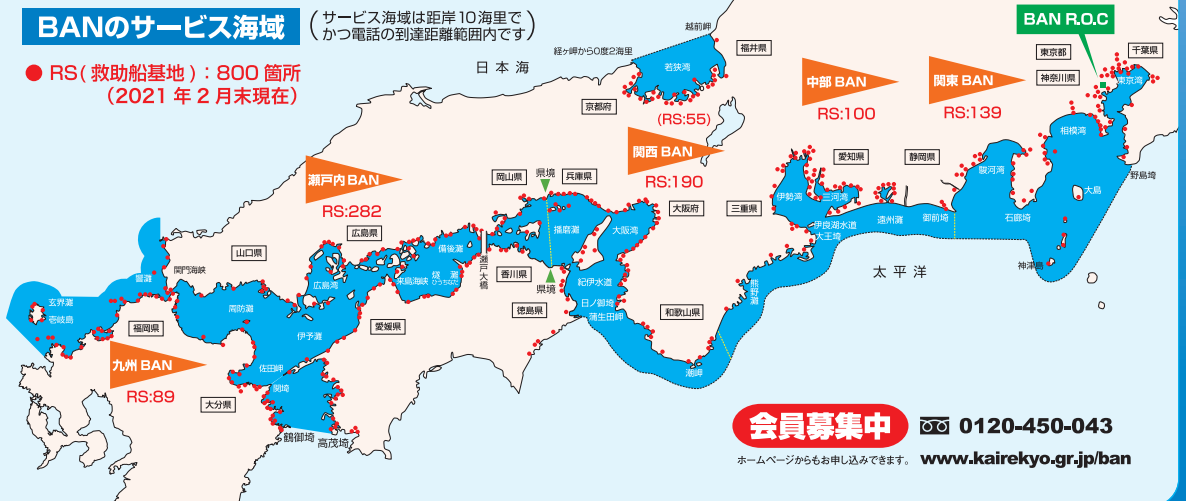 BANのサービス海域
(サービス海域は距岸10海里で
かつ電話の到達距離範囲内です)
● RS(救助船基地):800箇所
(2021年2月末現在)
BAN R.O.C
越前岬
経ヶ岬から0度2海里
福井県
若狭湾
日本海
京都府
(RS:55)
東京都
千葉県
神奈川県
東京湾
中部 BAN
RS:100
関東 BAN
RS:139
相模湾
関西 BAN
RS:190
愛知県
静岡県
駿河湾
野島埼
瀬戸内 BAN
RS:282
岡山県
県境
兵庫県
大阪府
三重県
伊勢湾
三河湾
伊良湖水道
大王埼
遠州灘
御前埼
石廊埼
大島
神津島
太平洋
広島県
備後灘
播磨灘
大阪湾
山口県
関門海峡
響灘
広島湾
来島海峡
燧灘
ひうちなだ
瀬戸大橋
香川県
県境
紀伊水道
熊野灘
玄界灘
壱岐島
周防灘
徳島県
日ノ御埼
蒲生田岬
和歌山県
福岡県
伊予灘
愛媛県
九州 BAN
RS:89
佐田岬
関埼
潮岬
大分県
鶴御埼
高茂埼
会員募集中
0120-450-043
ホームページからもお申し込みできます。
www.kairekyo.gr.jp/ban